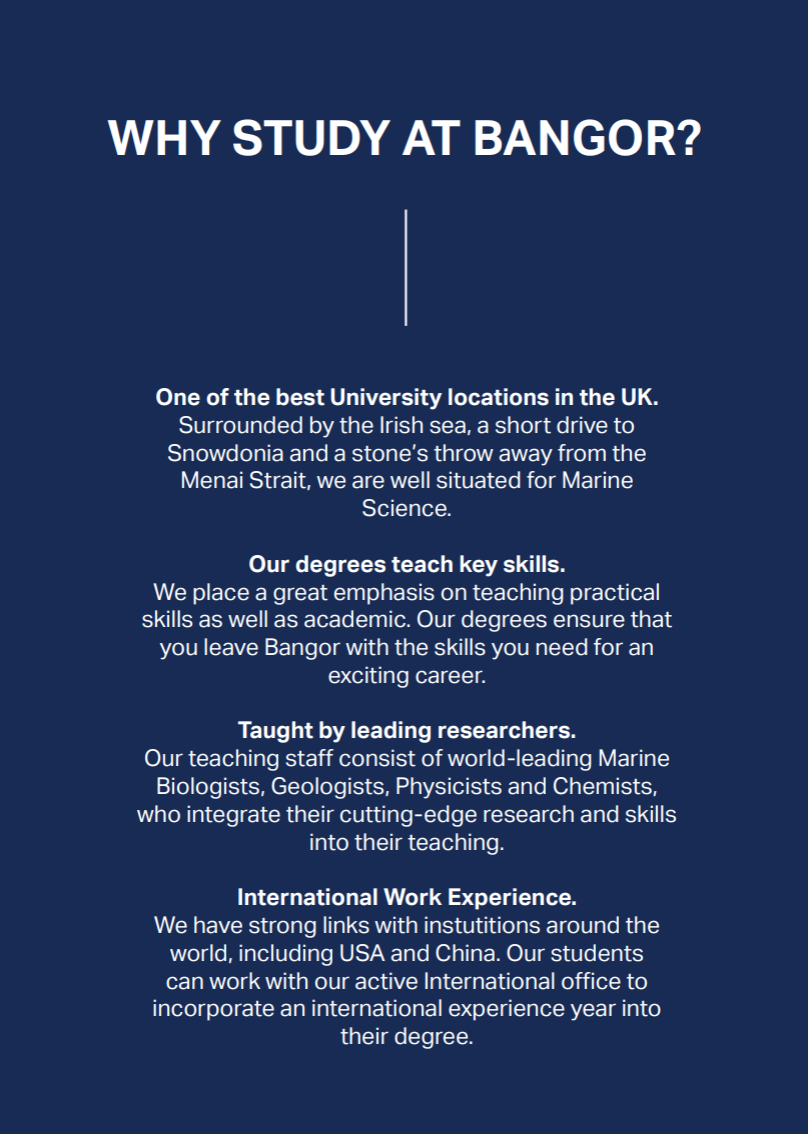 WHY STUDY AT BANGOR?
One of the best University locations in the UK.
Surrounded by the Irish sea, a short drive to
Snowdonia and a stone's throw away from the
Menai Strait, we are well situated for Marine
Science.
Our degrees teach key skills.
We place a great emphasis on teaching practical
skills as well as academic. Our degrees ensure that
you leave Bangor with the skills you need for an
exciting career.
Taught by leading researchers.
Our teaching staff consist of world-leading Marine
Biologists, Geologists, Physicists and Chemists,
who integrate their cutting-edge research and skills
into their teaching.
International Work Experience.
We have strong links with instutitions around the
world, including USA and China. Our students
can work with our active International office to
incorporate an international experience year into
their degree.